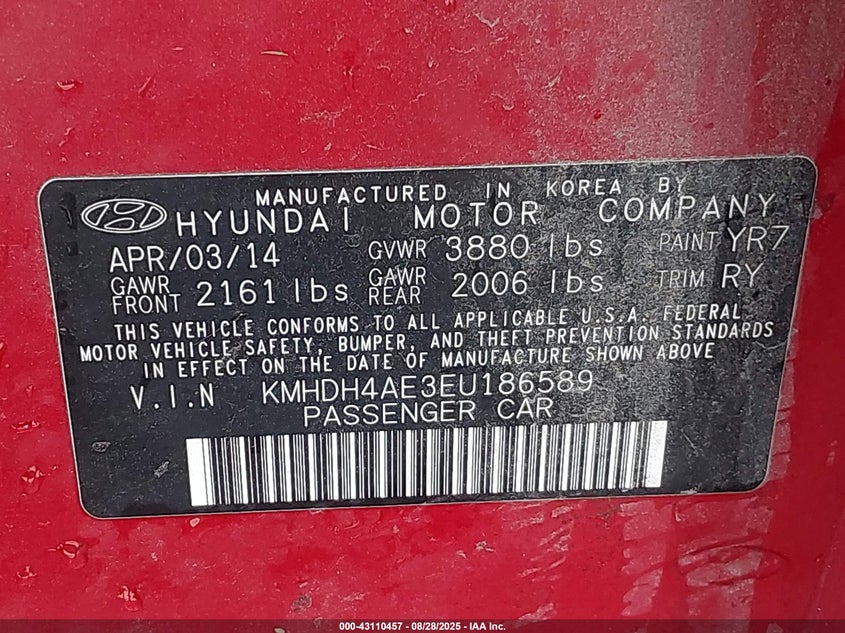 MANUFACTURED IN KOREA BY
HYUNDAI MOTOR COMPANY
APR/03/14 GVWR 3880 lbs PAINT YR7
GAWR FRONT 2161 lbs GAWR REAR 2006 lbs TRIM RY
THIS VEHICLE CONFORMS TO ALL APPLICABLE U.S.A. FEDERAL
MOTOR VEHICLE SAFETY, BUMPER, AND THEFT PREVENTION STANDARDS
IN EFFECT ON THE DATE OF MANUFACTURE SHOWN ABOVE
V.I.N KMHDH4AE3EU186589
PASSENGER CAR
000-43110457 - 08/28/2025 - IAA Inc.